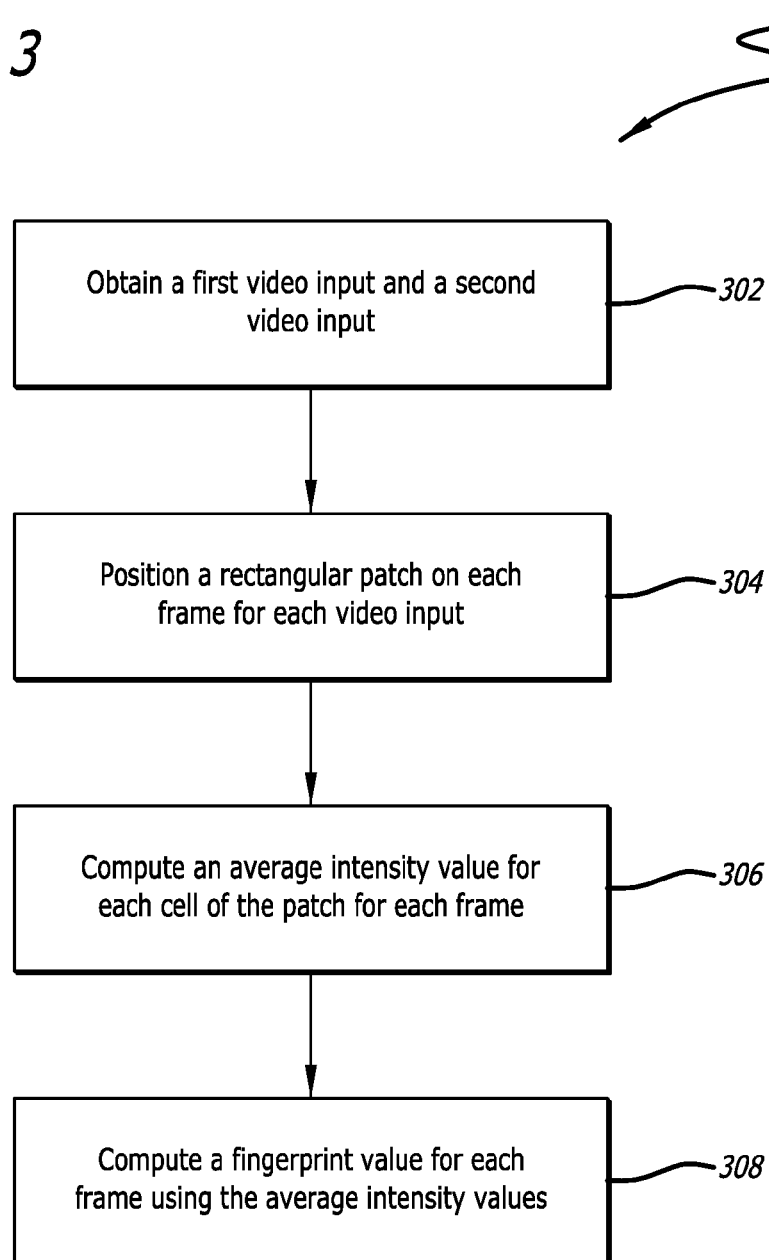 3
Obtain a first video input and a second
video input
302
Position a rectangular patch on each
frame for each video input
304
Compute an average intensity value for
each cell of the patch for each frame
306
Compute a fingerprint value for each
frame using the average intensity values
308